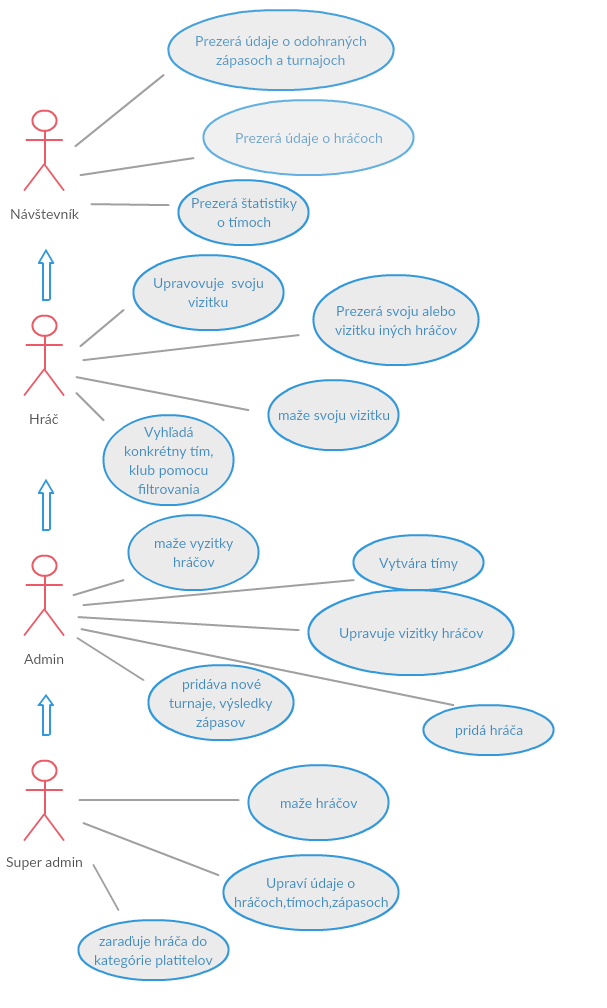 Prezerá údaje o odohraných
zápasoch a turnajoch
Prezerá údaje o hráčoch
Prezerá štatistiky
o tímoch
Návštevník
Upravovuje  svoju
vizitku
Prezerá svoju alebo
vizitku iných hráčov
maže svoju vizitku
Hráč
Vyhľadá
konkrétny tím,
klub pomocu
filtrovania
maže vyzitky
hráčov
Vytvára tímy
Upravuje vizitky hráčov
Admin
pridáva nové
turnaje, výsledky
zápasov
pridá hráča
maže hráčov
Super admin
Upraví údaje o
hráčoch,tímoch,zápasoch
zaraďuje hráča do
kategórie platitelov